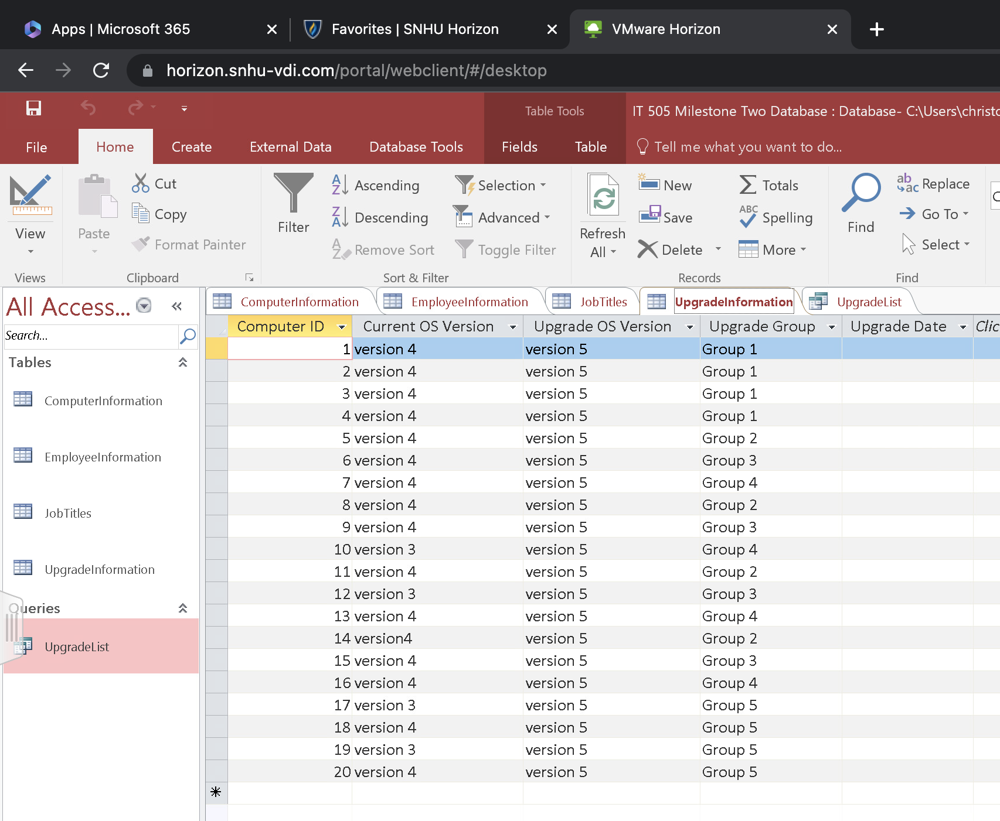 Apps | Microsoft 365
Favorites | SNHU Horizon
VMware Horizon
horizon.snhu-vdi.com/portal/webclient/#/desktop
Table Tools
IT 505 Milestone Two Database : Database- C:\Users\christo
File
Home
Create
External Data
Database Tools
Fields
Table
Tell me what you want to do...
View
Views
Paste
Cut
Copy
Format Painter
Clipboard
Filter
Ascending
Descending
Remove Sort
Selection
Advanced
Toggle Filter
Sort & Filter
Refresh
All
New
Save
Delete
Totals
Spelling
More
Records
Find
Replace
Go To
Select
Find
All Access...
Search...
Tables
ComputerInformation
EmployeeInformation
JobTitles
UpgradeInformation
Queries
UpgradeList
ComputerInformation
EmployeeInformation
JobTitles
UpgradeInformation
UpgradeList
Computer ID Current OS Version Upgrade OS Version Upgrade Group Upgrade Date Clic
1 version 4 version 5 Group 1
2 version 4 version 5 Group 1
3 version 4 version 5 Group 1
4 version 4 version 5 Group 1
5 version 4 version 5 Group 2
6 version 4 version 5 Group 3
7 version 4 version 5 Group 4
8 version 4 version 5 Group 2
9 version 4 version 5 Group 3
10 version 3 version 5 Group 4
11 version 4 version 5 Group 2
12 version 3 version 5 Group 3
13 version 4 version 5 Group 4
14 version4 version 5 Group 2
15 version 4 version 5 Group 3
16 version 4 version 5 Group 4
17 version 3 version 5 Group 5
18 version 4 version 5 Group 5
19 version 3 version 5 Group 5
20 version 4 version 5 Group 5